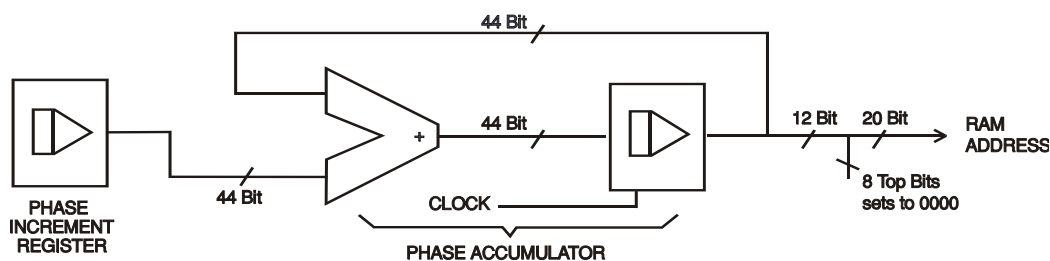 44 Bit
44 Bit
12 Bit
20 Bit
RAM
ADDRESS
+
44 Bit
8 Top Bits
sets to 0000
CLOCK
PHASE
INCREMENT
REGISTER
PHASE ACCUMULATOR